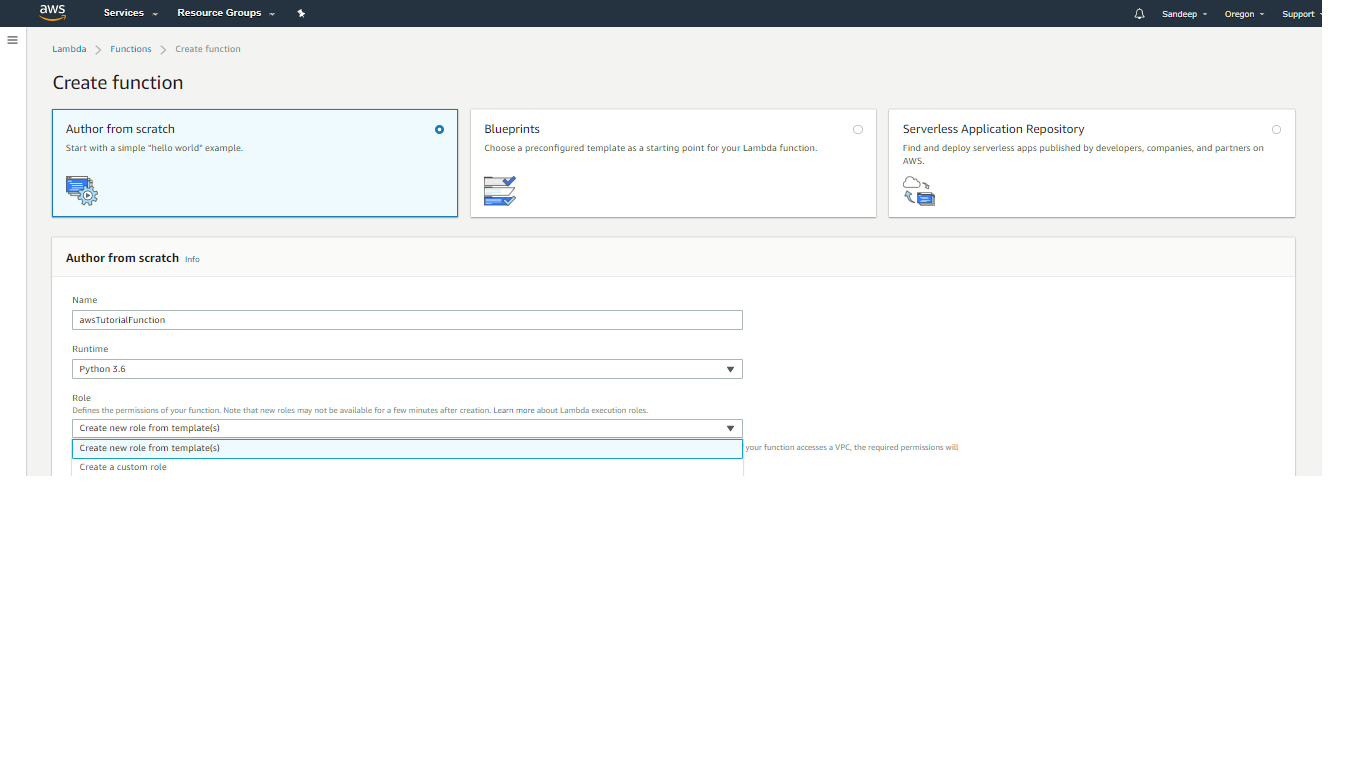 aws Services Resource Groups Sandeep Oregon Support
Lambda Functions Create function
Create function
Author from scratch
Start with a simple "hello world" example.
Blueprints
Choose a preconfigured template as a starting point for your Lambda function.
Serverless Application Repository
Find and deploy serverless apps published by developers, companies, and partners on
AWS.
Author from scratch Info
Name
awsTutorialFunction
Runtime
Python 3.6
Role
Defines the permissions of your function. Note that new roles may not be available for a few minutes after creation. Learn more about Lambda execution roles.
Create new role from template(s)
Create new role from template(s)
your function accesses a VPC, the required permissions will
Create a custom role